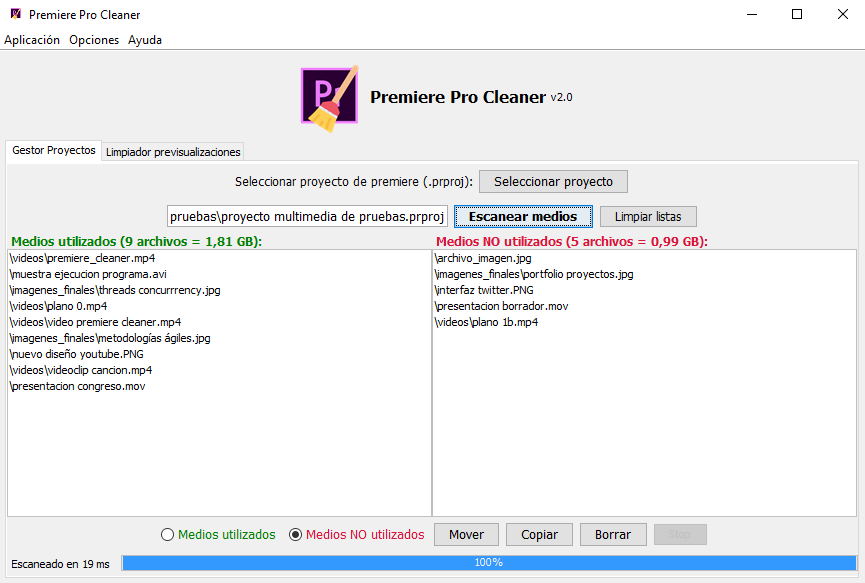 Premiere Pro Cleaner
Aplicación Opciones Ayuda
Pr
Premiere Pro Cleaner v2.0
Gestor Proyectos Limpiador previsualizaciones
Seleccionar proyecto de premiere (.prproj): Seleccionar proyecto
pruebas\proyecto multimedia de pruebas.prproj Escanear medios Limpiar listas
Medios utilizados (9 archivos = 1,81 GB):
\videos\premiere_cleaner.mp4
\muestra ejecucion programa.avi
\imagenes_finales\threads concurrrency.jpg
\videos\plano 0.mp4
\videos\video premiere cleaner.mp4
\imagenes_finales\metodologías ágiles.jpg
\nuevo diseño youtube.PNG
\videos\videoclip cancion.mp4
\presentacion congreso.mov
Medios NO utilizados (5 archivos = 0,99 GB):
\archivo_imagen.jpg
\imagenes_finales\portfolio proyectos.jpg
\interfaz twitter.PNG
\presentacion borrador.mov
\videos\plano 1b.mp4
Medios utilizados Medios NO utilizados Mover Copiar Borrar Stop
Escaneado en 19 ms 100%